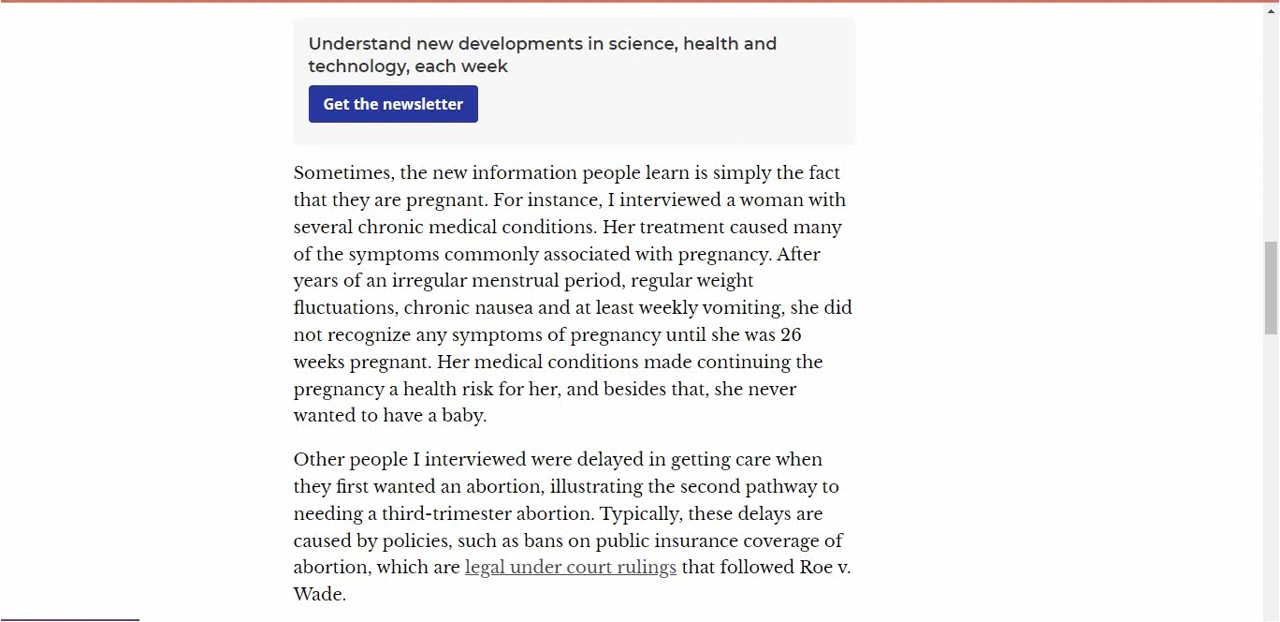 Understand new developments in science, health and
technology, each week
Get the newsletter
Sometimes, the new information people learn is simply the fact
that they are pregnant. For instance, I interviewed a woman with
several chronic medical conditions. Her treatment caused many
of the symptoms commonly associated with pregnancy. After
years of an irregular menstrual period, regular weight
fluctuations, chronic nausea and at least weekly vomiting, she did
not recognize any symptoms of pregnancy until she was 26
weeks pregnant. Her medical conditions made continuing the
pregnancy a health risk for her, and besides that, she never
wanted to have a baby.
Other people I interviewed were delayed in getting care when
they first wanted an abortion, illustrating the second pathway to
needing a third-trimester abortion. Typically, these delays are
caused by policies, such as bans on public insurance coverage of
abortion, which are legal under court rulings that followed Roe v.
Wade.